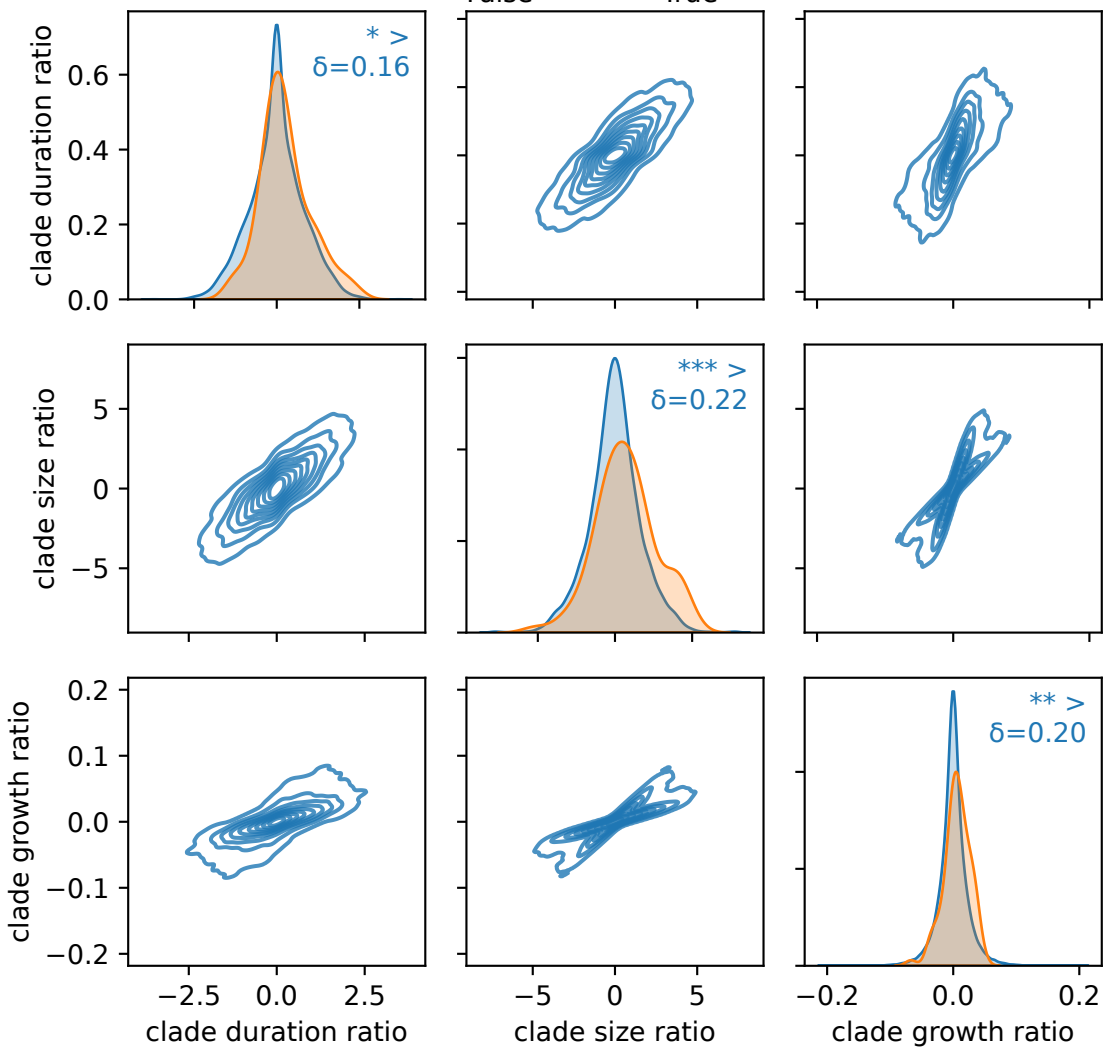 False True
clade duration ratio
0.6
0.4
0.2
0.0
* >
δ=0.16
clade size ratio
5
0
−5
*** >
δ=0.22
clade growth ratio
0.2
0.1
0.0
−0.1
−0.2
** >
δ=0.20
−2.5 0.0 2.5
−5 0 5
−0.2 0.0 0.2
clade duration ratio
clade size ratio
clade growth ratio